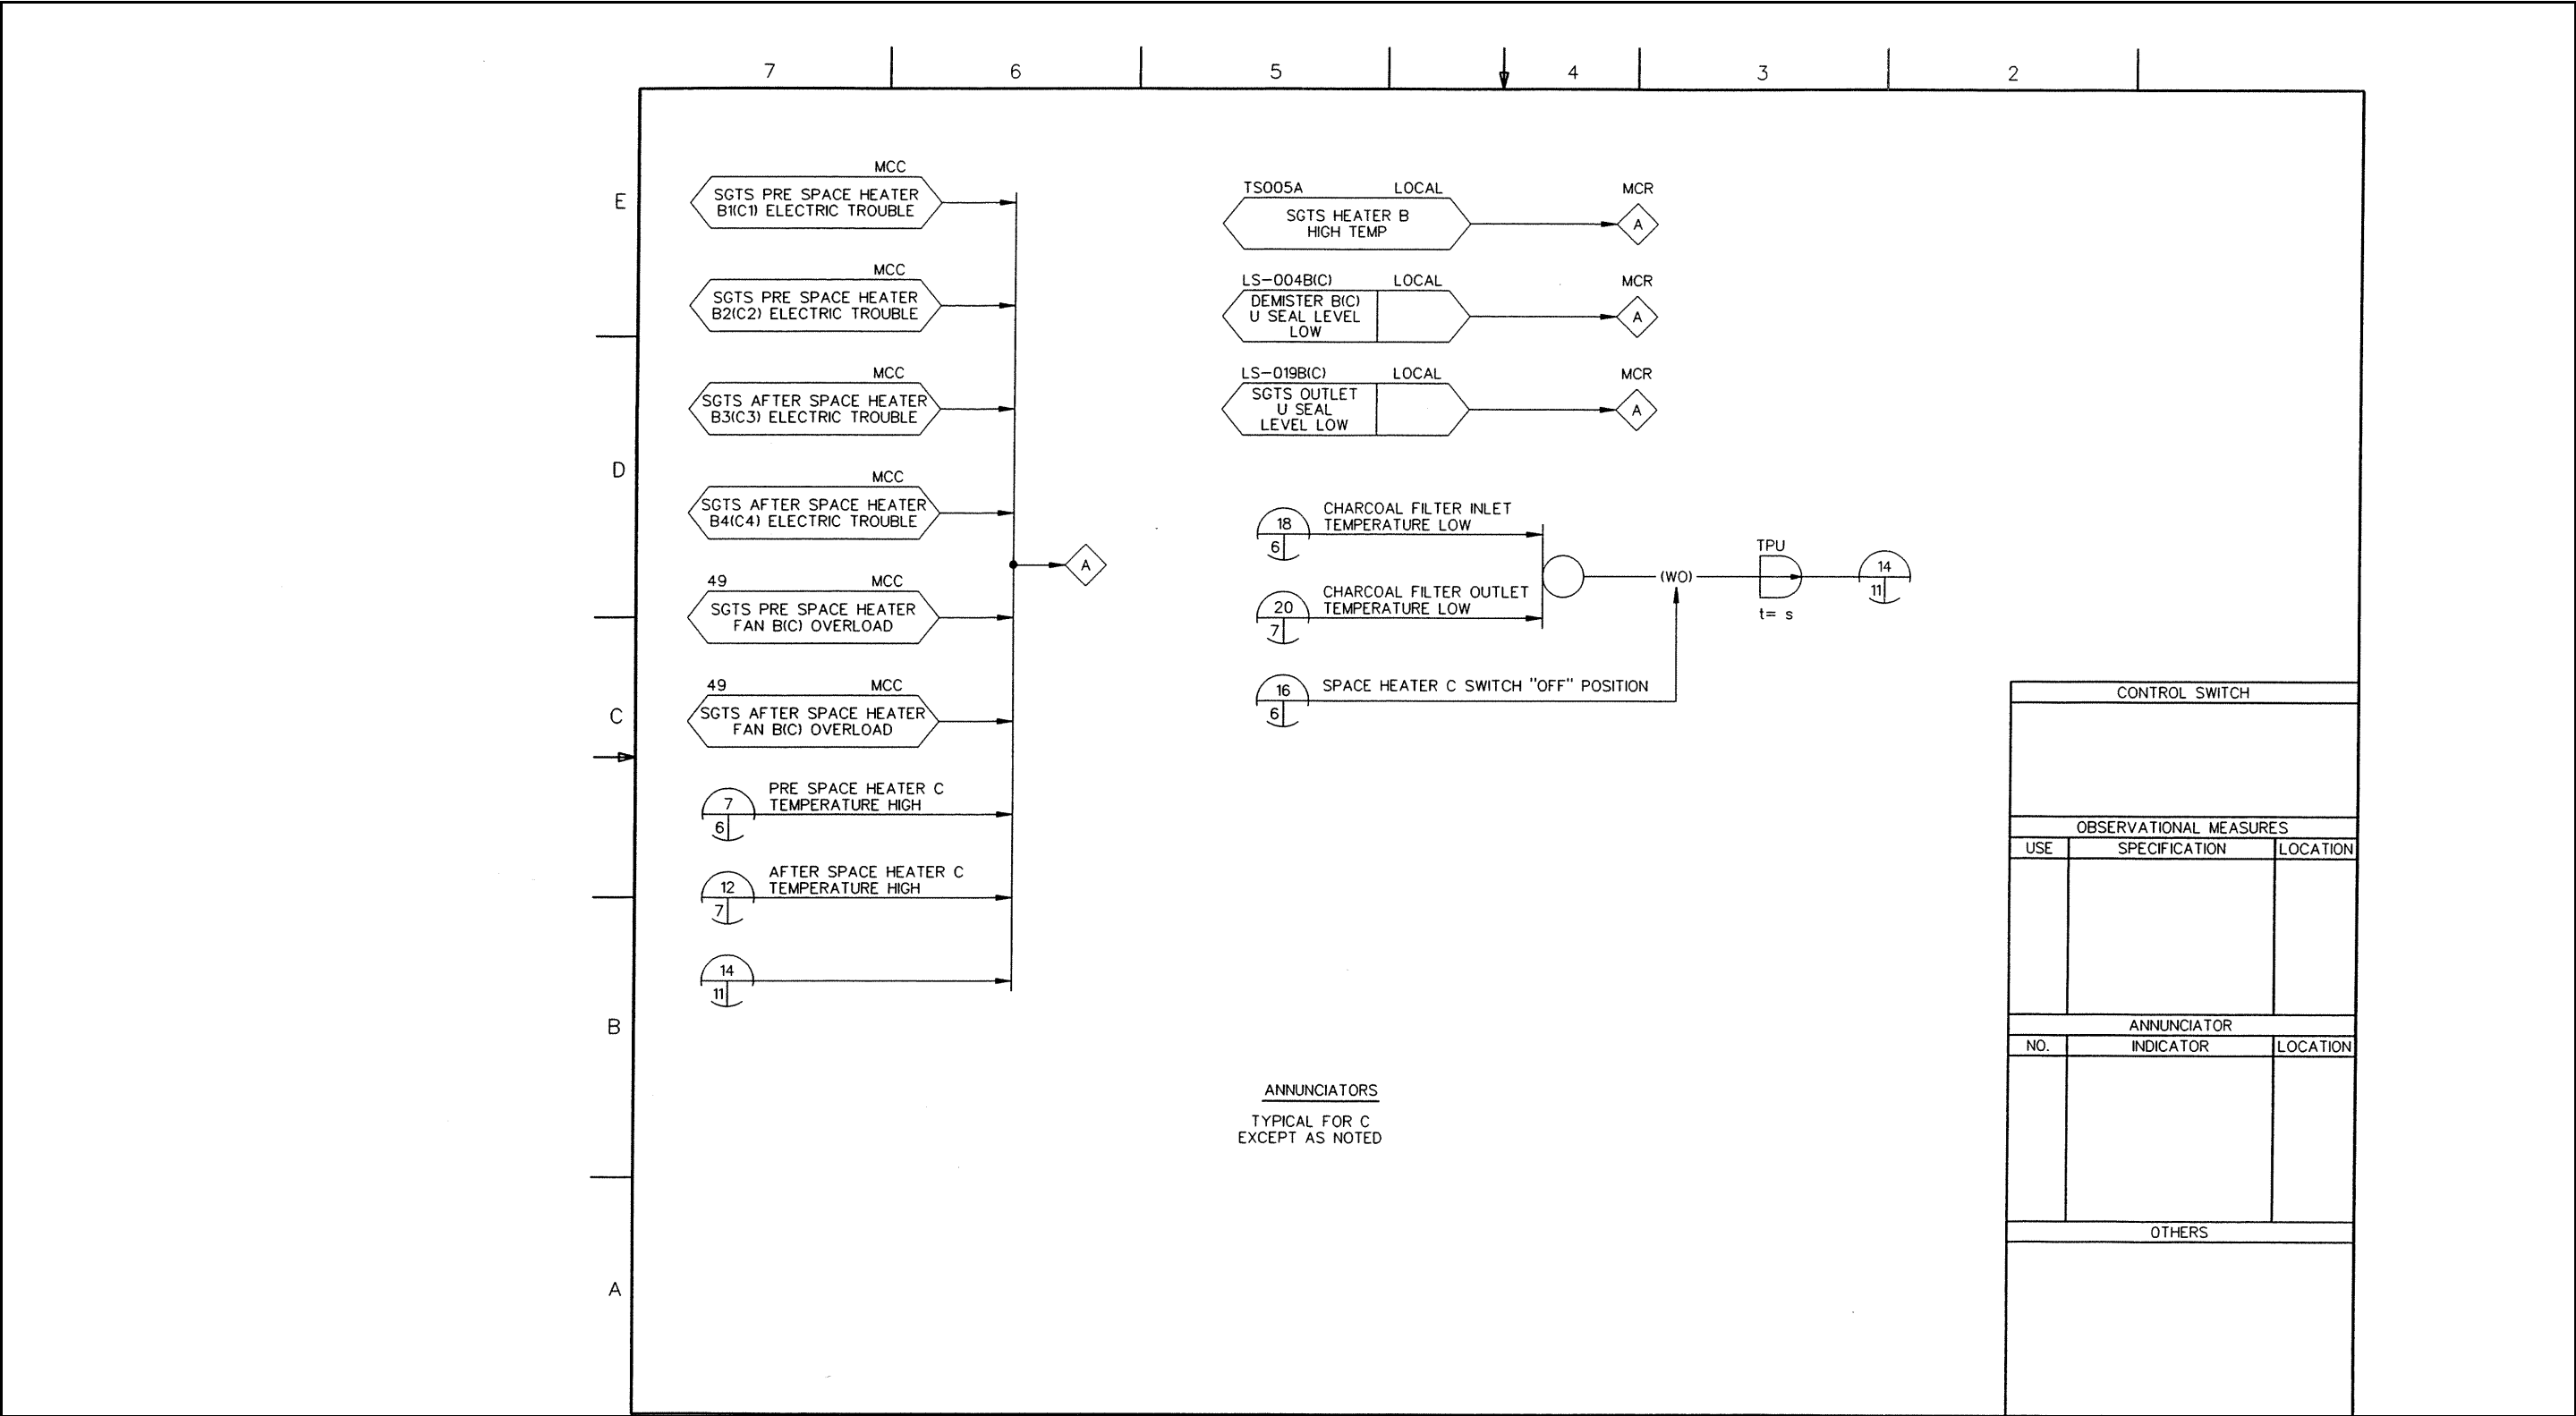 7 6 5 4 3 2
E
D
C
B
A
MCC
SGTS PRE SPACE HEATER
B1(C1) ELECTRIC TROUBLE
MCC
SGTS PRE SPACE HEATER
B2(C2) ELECTRIC TROUBLE
MCC
SGTS AFTER SPACE HEATER
B3(C3) ELECTRIC TROUBLE
MCC
SGTS AFTER SPACE HEATER
B4(C4) ELECTRIC TROUBLE
49 MCC
SGTS PRE SPACE HEATER
FAN B(C) OVERLOAD
49 MCC
SGTS AFTER SPACE HEATER
FAN B(C) OVERLOAD
PRE SPACE HEATER C
TEMPERATURE HIGH
7
6
AFTER SPACE HEATER C
TEMPERATURE HIGH
12
7
14
11
A
TS005A LOCAL MCR
SGTS HEATER B
HIGH TEMP
A
LS-004B(C) LOCAL MCR
DEMISTER B(C)
U SEAL LEVEL
LOW
A
LS-019B(C) LOCAL MCR
SGTS OUTLET
U SEAL
LEVEL LOW
A
CHARCOAL FILTER INLET
TEMPERATURE LOW
18
6
CHARCOAL FILTER OUTLET
TEMPERATURE LOW
20
7
SPACE HEATER C SWITCH "OFF" POSITION
16
6
(WO)
TPU
t= s
14
11
ANNUNCIATORS
TYPICAL FOR C
EXCEPT AS NOTED
CONTROL SWITCH
OBSERVATIONAL MEASURES
USE SPECIFICATION LOCATION
ANNUNCIATOR
NO. INDICATOR LOCATION
OTHERS